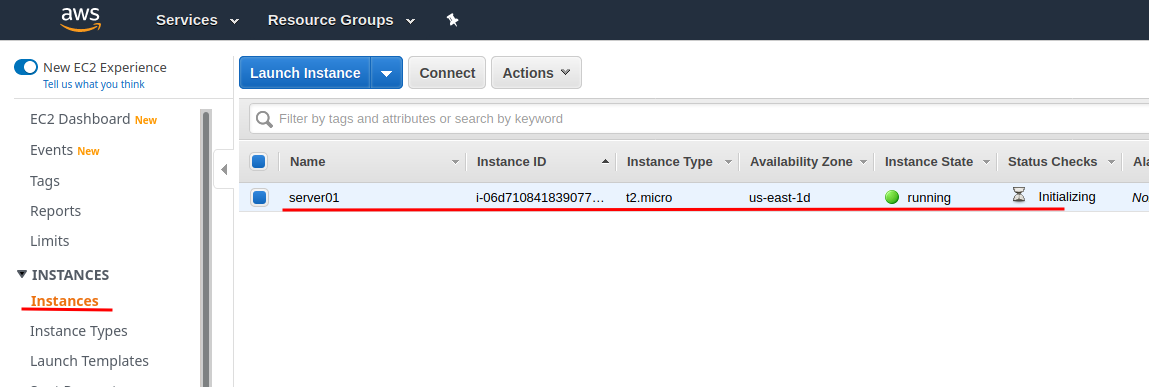 aws Services Resource Groups
New EC2 Experience
Tell us what you think
EC2 Dashboard New
Events New
Tags
Reports
Limits
INSTANCES
Instances
Instance Types
Launch Templates
Launch Instance Connect Actions
Filter by tags and attributes or search by keyword
Name Instance ID Instance Type Availability Zone Instance State Status Checks Ala
server01 i-06d710841839077... t2.micro us-east-1d running Initializing No